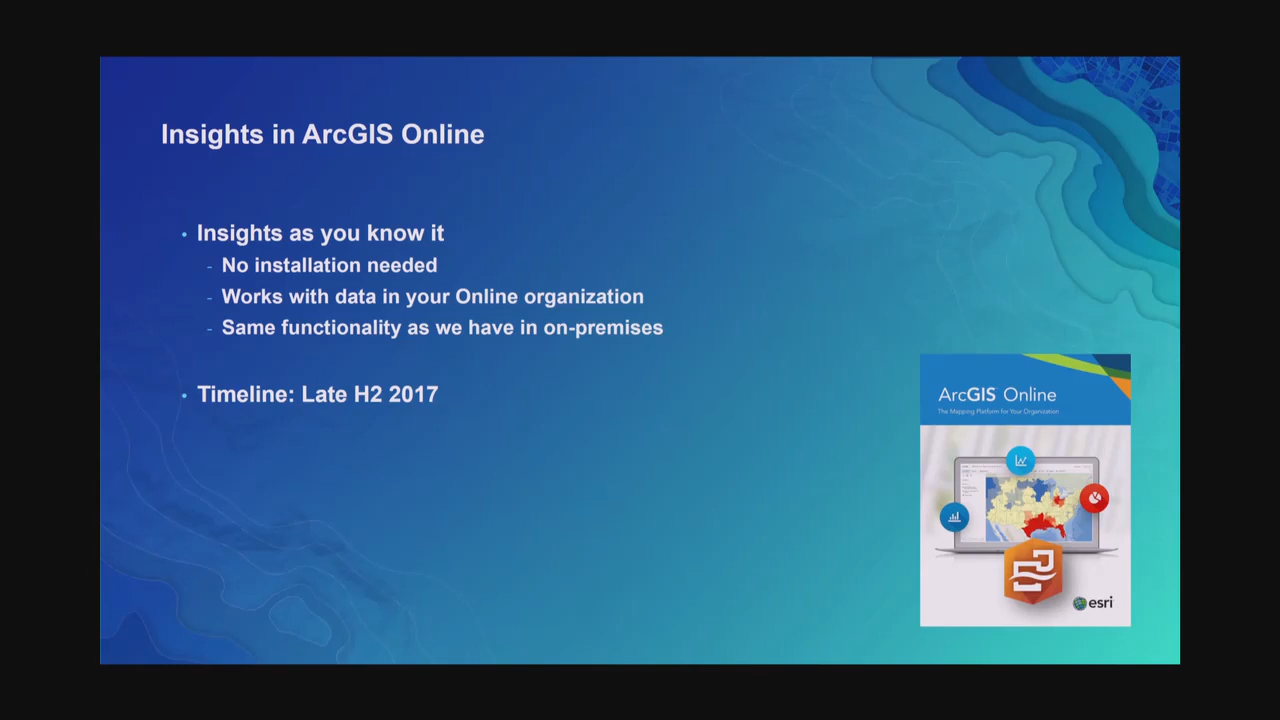 Insights in ArcGIS Online
• Insights as you know it
- No installation needed
- Works with data in your Online organization
- Same functionality as we have in on-premises
• Timeline: Late H2 2017
ArcGIS Online
The Mapping Platform for Your Organization
esri